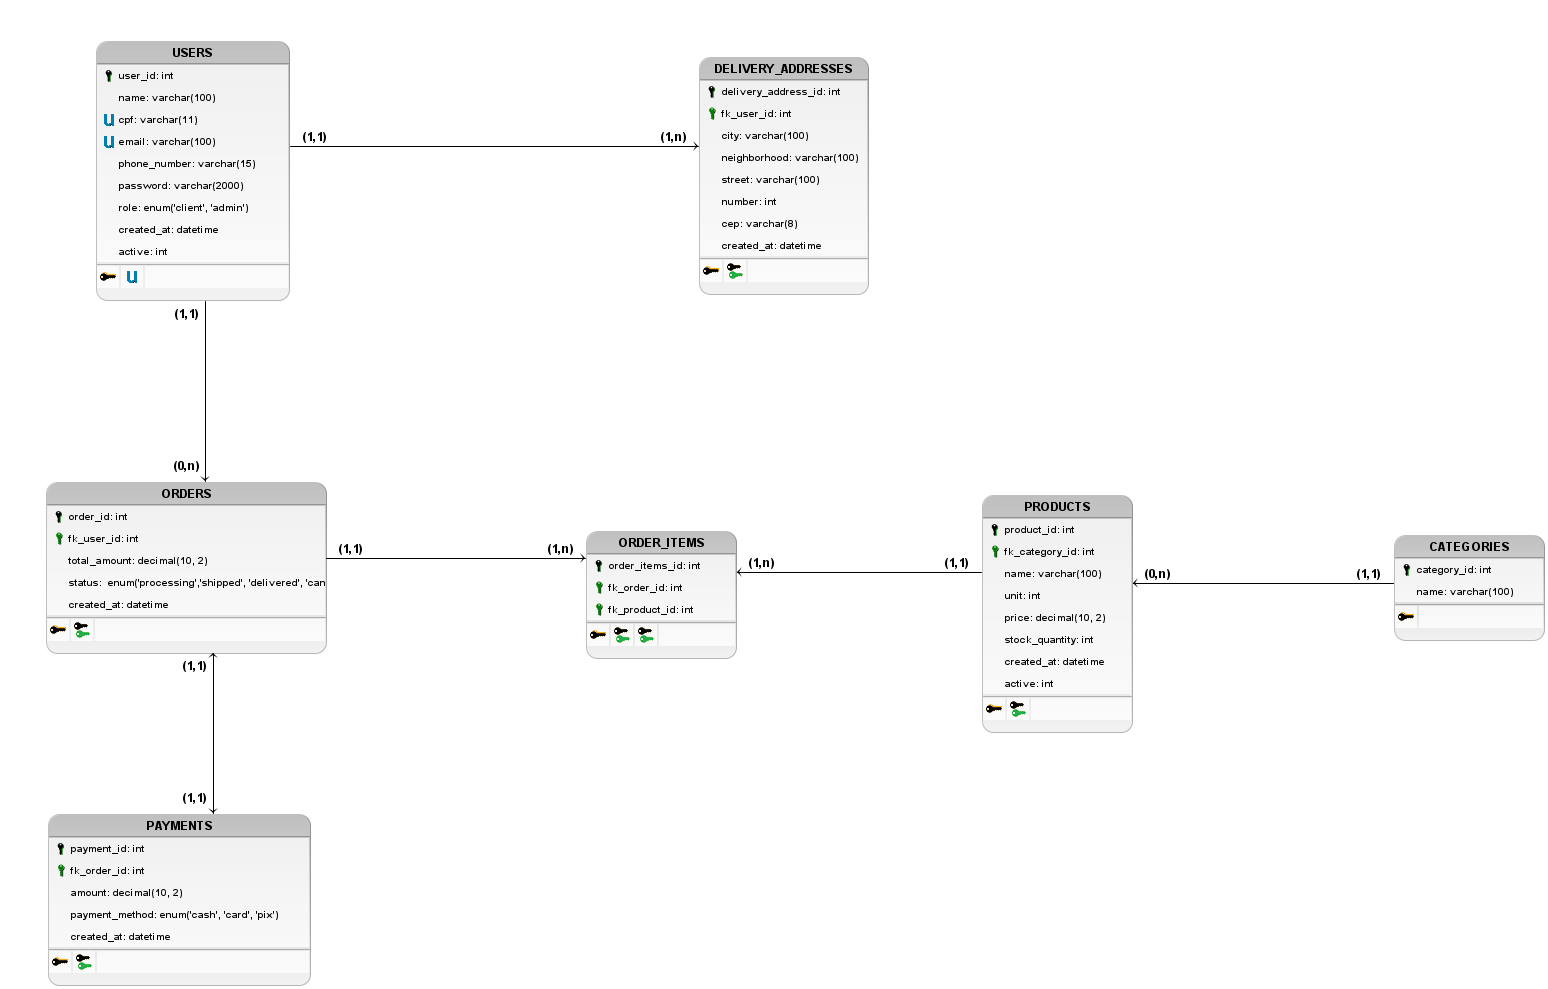 USERS
user_id: int
name: varchar(100)
U cpf: varchar(11)
U email: varchar(100)
phone_number: varchar(15)
password: varchar(2000)
role: enum('client', 'admin')
created_at: datetime
active: int
U
(1,1)
(1,n)
DELIVERY_ADDRESSES
delivery_address_id: int
fk_user_id: int
city: varchar(100)
neighborhood: varchar(100)
street: varchar(100)
number: int
cep: varchar(8)
created_at: datetime
(1,1)
(0,n)
ORDERS
order_id: int
fk_user_id: int
total_amount: decimal(10, 2)
status: enum('processing','shipped', 'delivered', 'can
created_at: datetime
(1,1)
(1,n)
ORDER_ITEMS
order_items_id: int
fk_order_id: int
fk_product_id: int
(1,n)
(1,1)
PRODUCTS
product_id: int
fk_category_id: int
name: varchar(100)
unit: int
price: decimal(10, 2)
stock_quantity: int
created_at: datetime
active: int
(0,n)
(1,1)
CATEGORIES
category_id: int
name: varchar(100)
(1,1)
(1,1)
PAYMENTS
payment_id: int
fk_order_id: int
amount: decimal(10, 2)
payment_method: enum('cash', 'card', 'pix')
created_at: datetime